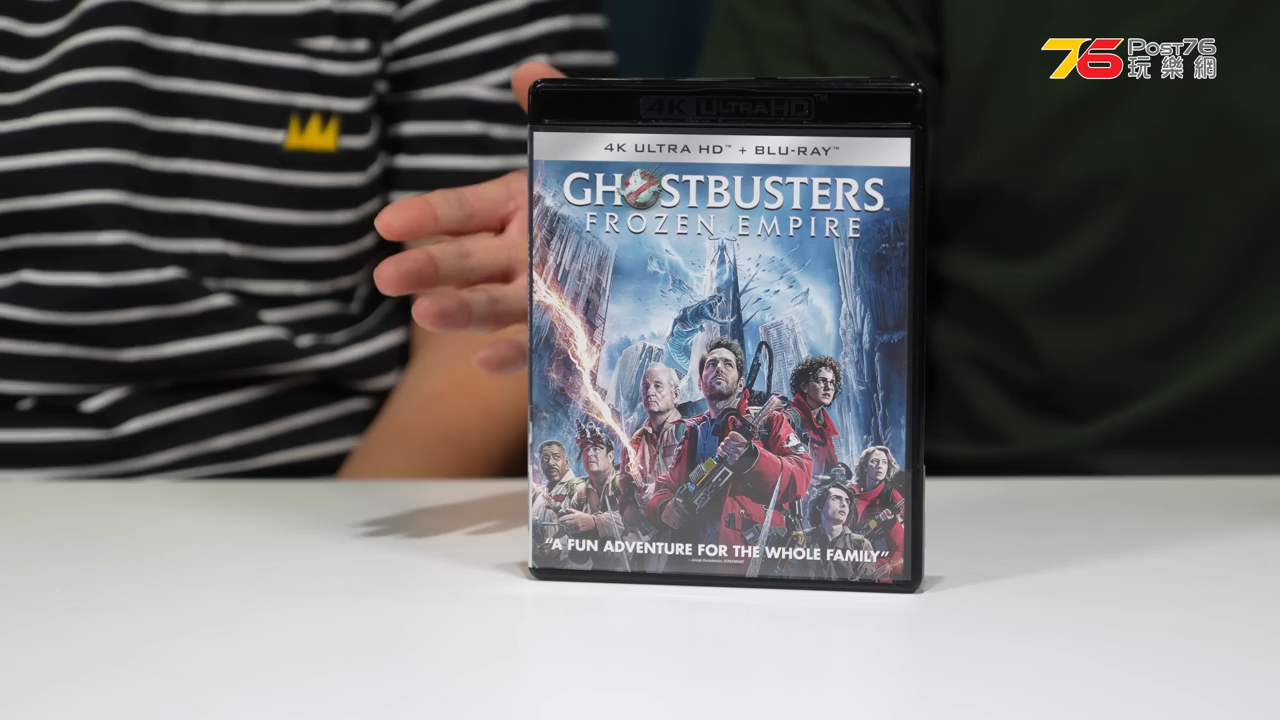 76 Post76
玩樂網
4K ULTRA HD™
4K ULTRA HD™ + BLU-RAY™
GHOSTBUSTERS
FROZEN EMPIRE
"A FUN ADVENTURE FOR THE WHOLE FAMILY"